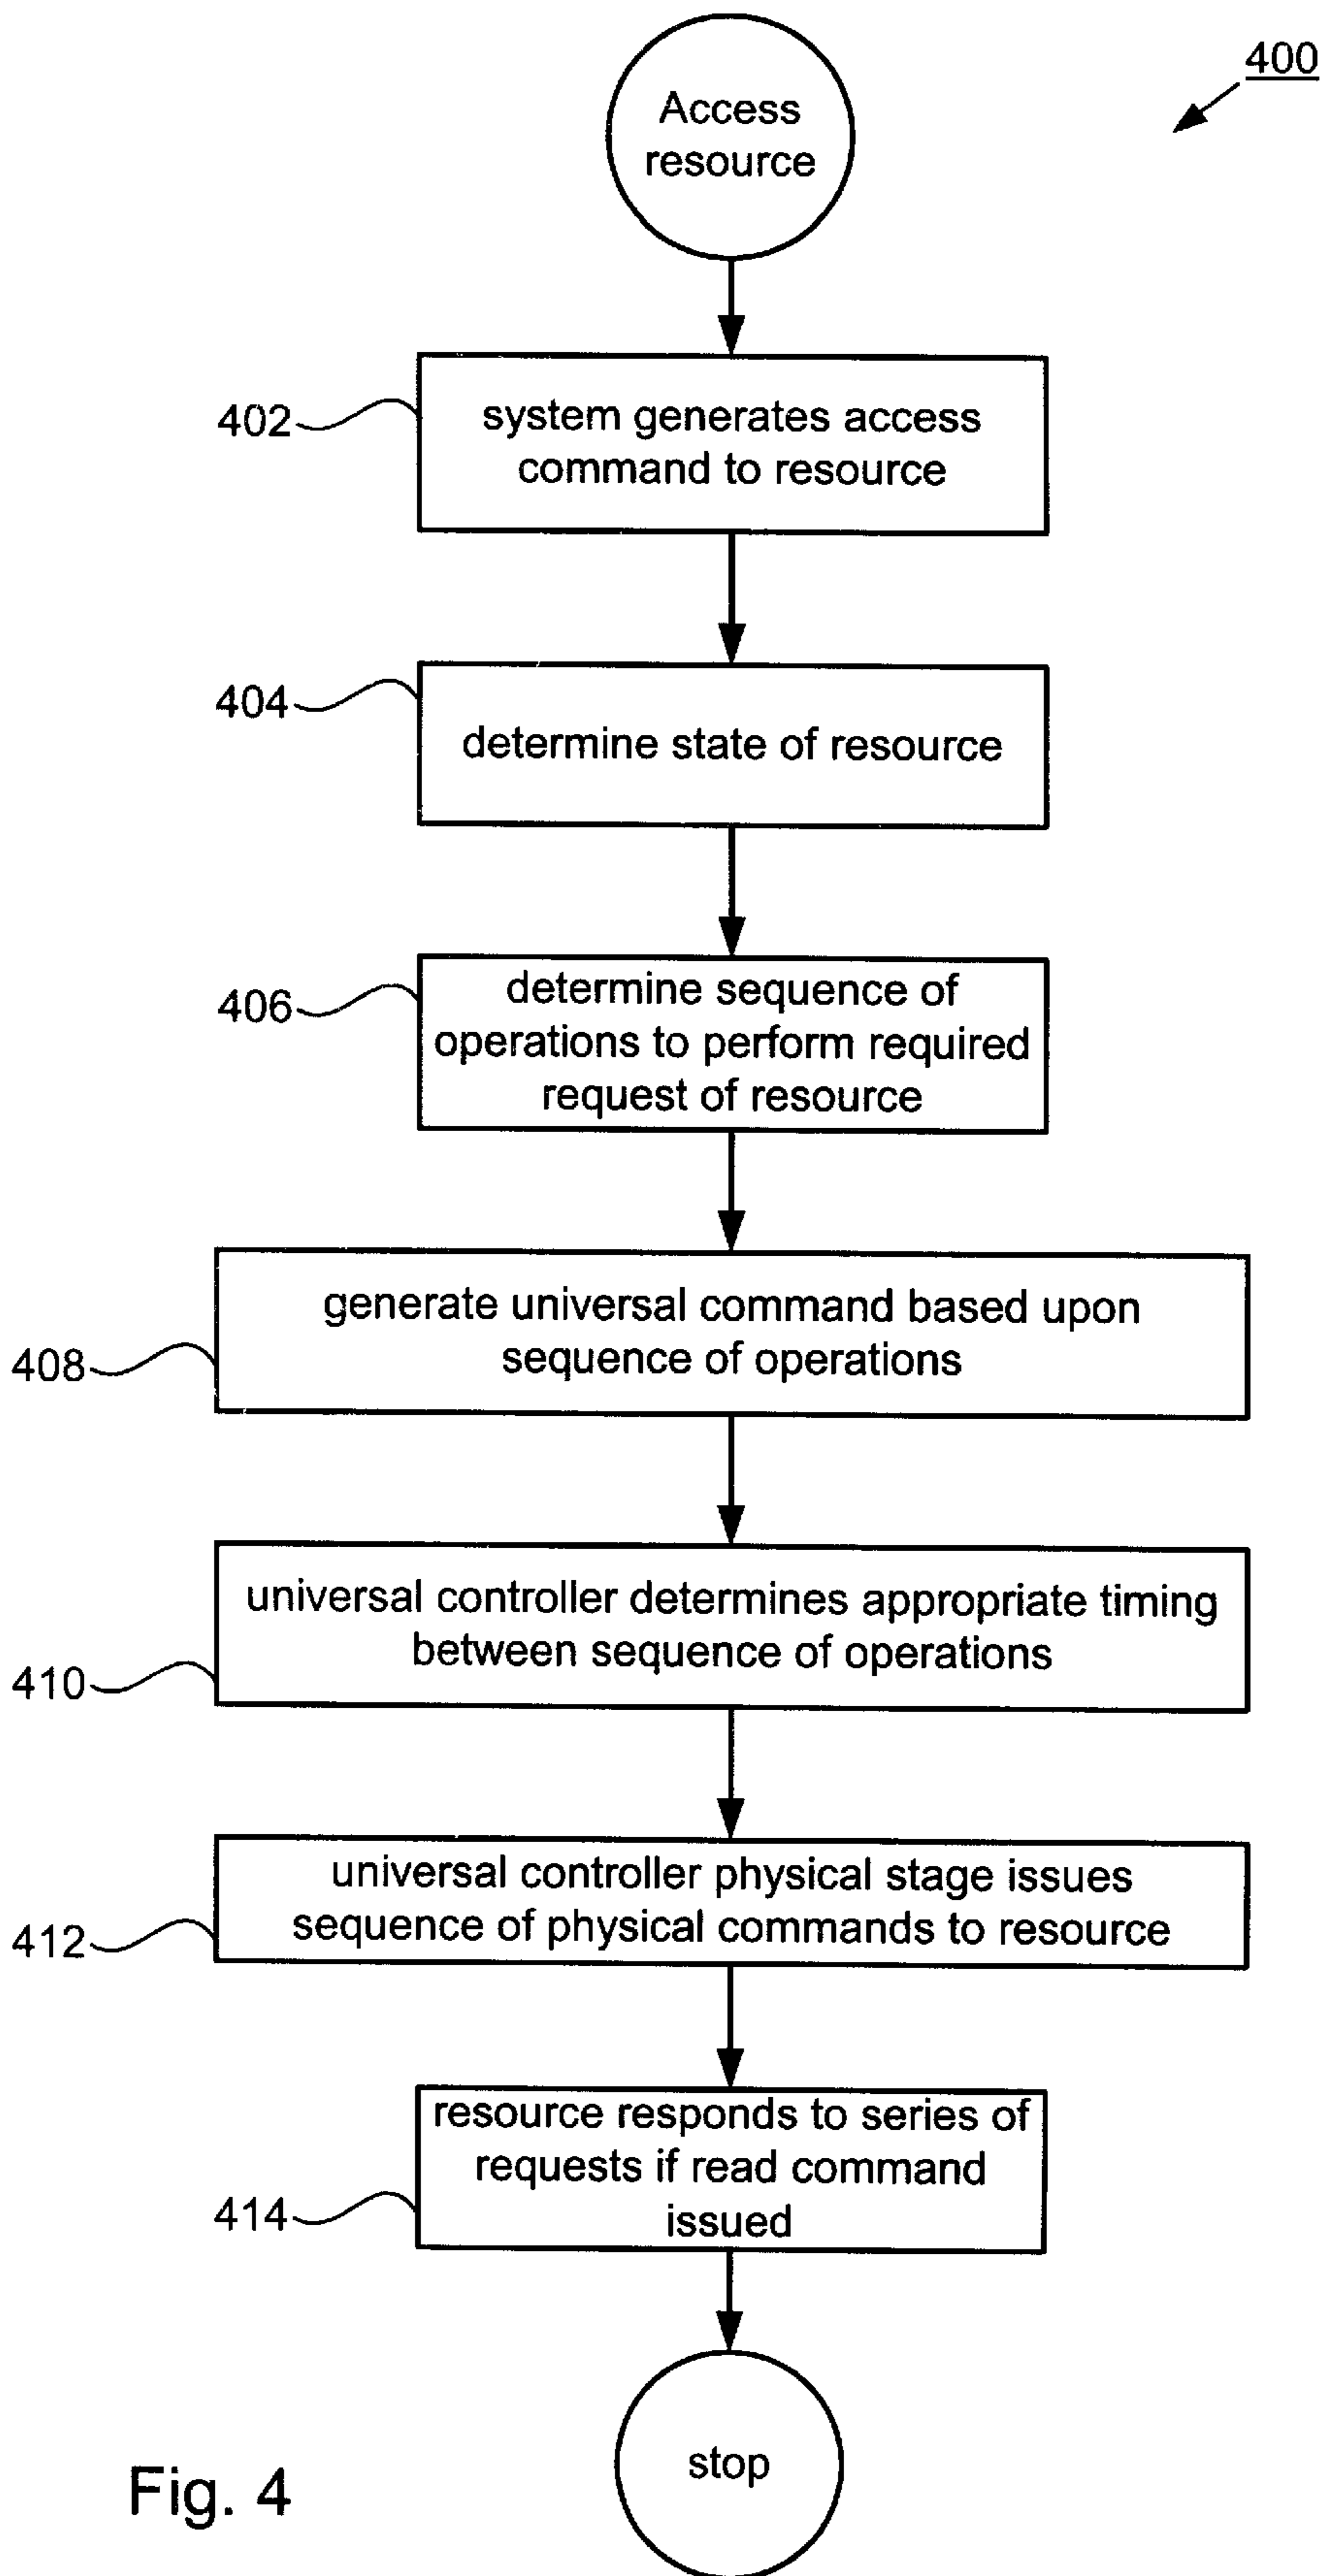 400
Access
resource
402
system generates access
command to resource
404
determine state of resource
406
determine sequence of
operations to perform required
request of resource
408
generate universal command based upon
sequence of operations
410
universal controller determines appropriate timing
between sequence of operations
412
universal controller physical stage issues
sequence of physical commands to resource
414
resource responds to series of
requests if read command
issued
stop
Fig. 4